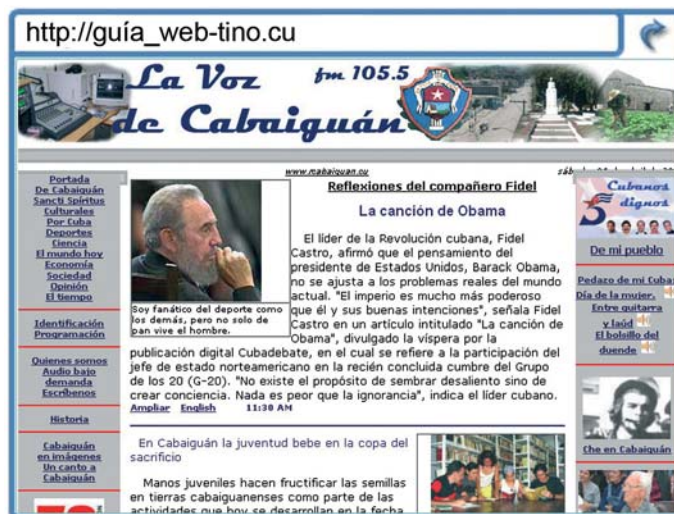 http://guía_web-tino.cu
La Voz
fm 105.5
de Cabaiguán
www.rcabaiguan.cu
Portada
De Cabaiguán
Sancti Spíritus
Culturales
Por Cuba
Deportes
Ciencia
El mundo hoy
Economía
Sociedad
Opinión
El tiempo
Identificación
Programación
Quienes somos
Audio bajo
demanda
Escríbenos
Historia
Cabaiguán
en imágenes
Un canto a
Cabaiguán
Soy fanático del deporte como
los demás, pero no solo de
pan vive el hombre.
Reflexiones del compañero Fidel
La canción de Obama
El líder de la Revolución cubana, Fidel
Castro, afirmó que el pensamiento del
presidente de Estados Unidos, Barack Obama,
no se ajusta a los problemas reales del mundo
actual. "El imperio es mucho más poderoso
que él y sus buenas intenciones", señala Fidel
Castro en un artículo intitulado "La canción de
Obama", divulgado la víspera por la
publicación digital Cubadebate, en el cual se refiere a la participación del
jefe de estado norteamericano en la recién concluida cumbre del Grupo
de los 20 (G-20). "No existe el propósito de sembrar desaliento sino de
crear conciencia. Nada es peor que la ignorancia", indica el líder cubano.
Ampliar English 11:30 AM
En Cabaiguán la juventud bebe en la copa del
sacrificio
Manos juveniles hacen fructificar las semillas
en tierras cabaiguanenses como parte de las
actividades que hoy se desarrollan en la fecha
Cubanos
5 dignos
De mi pueblo
Pedazo de mi Cuba
Día de la mujer.
Entre guitarra
y laúd
El bolsillo del
duende
Che en Cabaiguán